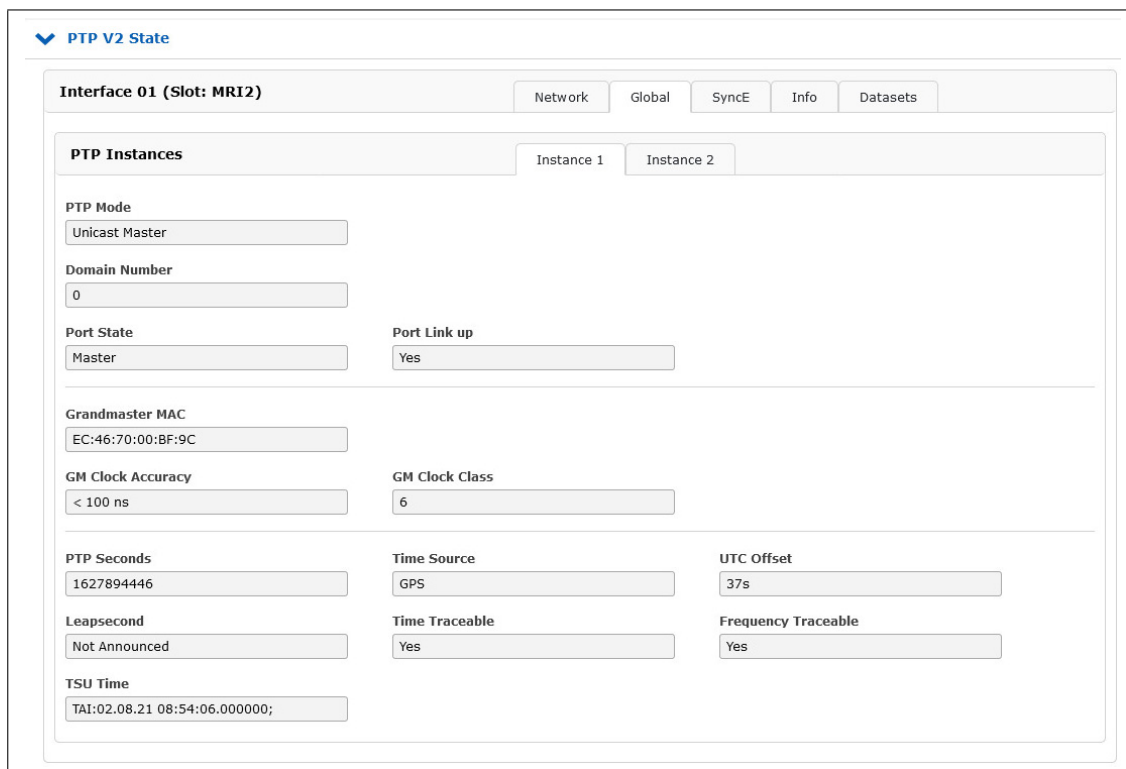 PTP V2 State
Interface 01 (Slot: MRI2) Network Global SyncE Info Datasets
PTP Instances Instance 1 Instance 2
PTP Mode
Unicast Master
Domain Number
0
Port State Port Link up
Master Yes
Grandmaster MAC
EC:46:70:00:BF:9C
GM Clock Accuracy GM Clock Class
< 100 ns 6
PTP Seconds Time Source UTC Offset
1627894446 GPS 37s
Leapsecond Time Traceable Frequency Traceable
Not Announced Yes Yes
TSU Time
TAI:02.08.21 08:54:06.000000;